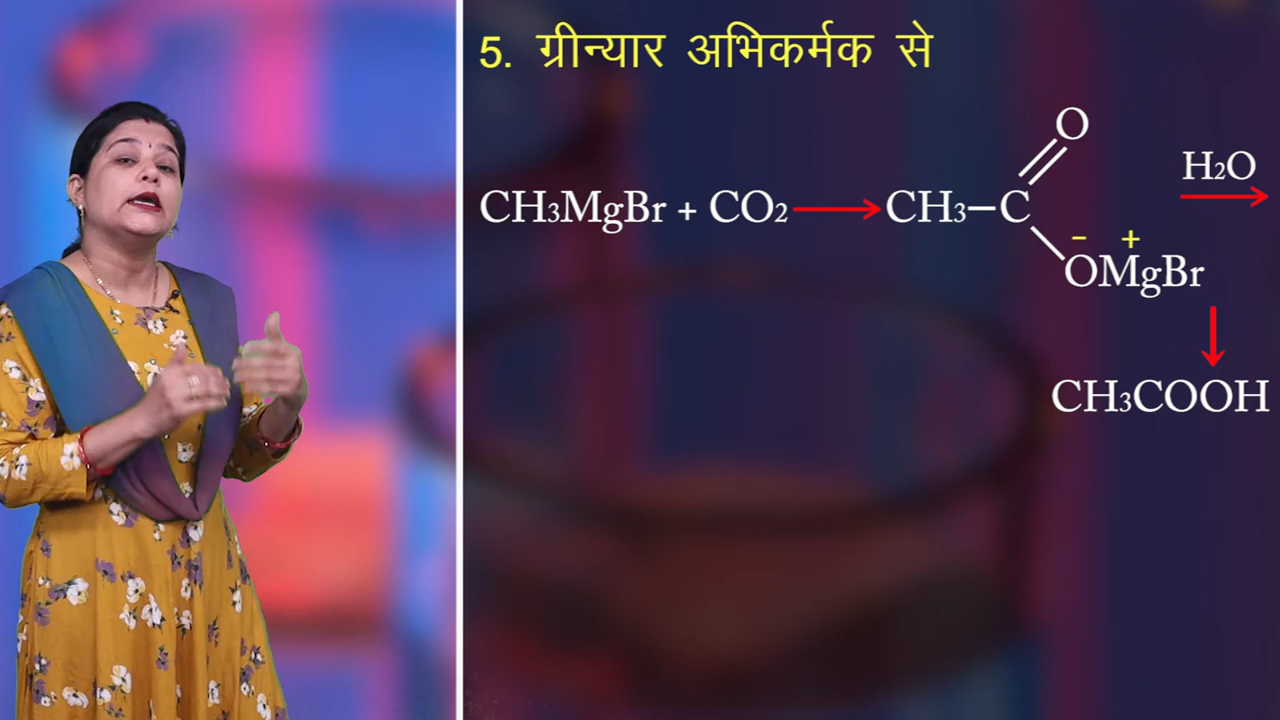 5. ग्रीन्यार अभिकर्मक से
O
H₂O
CH₃MgBr + CO₂ → CH₃–C
- +
OMgBr
CH₃COOH